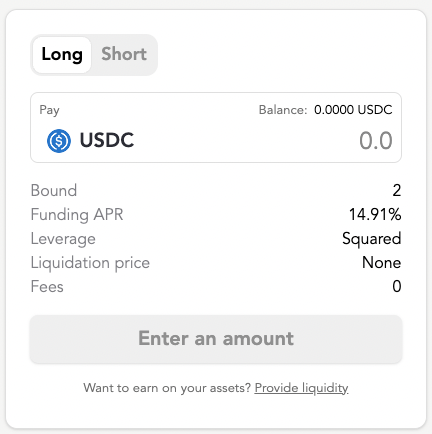 Long Short
Pay Balance: 0.0000 USDC
USDC 0.0
Bound 2
Funding APR 14.91%
Leverage Squared
Liquidation price None
Fees 0
Enter an amount
Want to earn on your assets? Provide liquidity